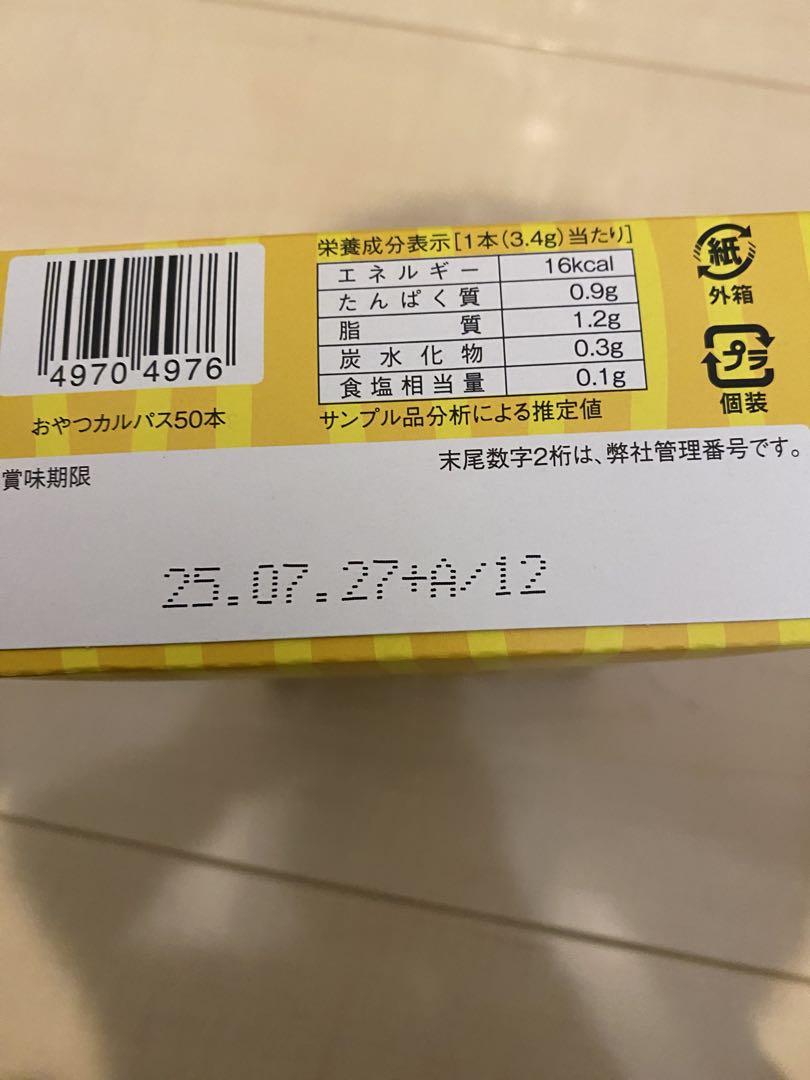 4970 4976
おやつカルパス50本
栄養成分表示[1本(3.4g)当たり]
エネルギー 16kcal
たんぱく質 0.9g
脂質 1.2g
炭水化物 0.3g
食塩相当量 0.1g
サンプル品分析による推定値
紙
外箱
プラ
個装
賞味期限
末尾数字2桁は、弊社管理番号です。
25.07.27+A/12